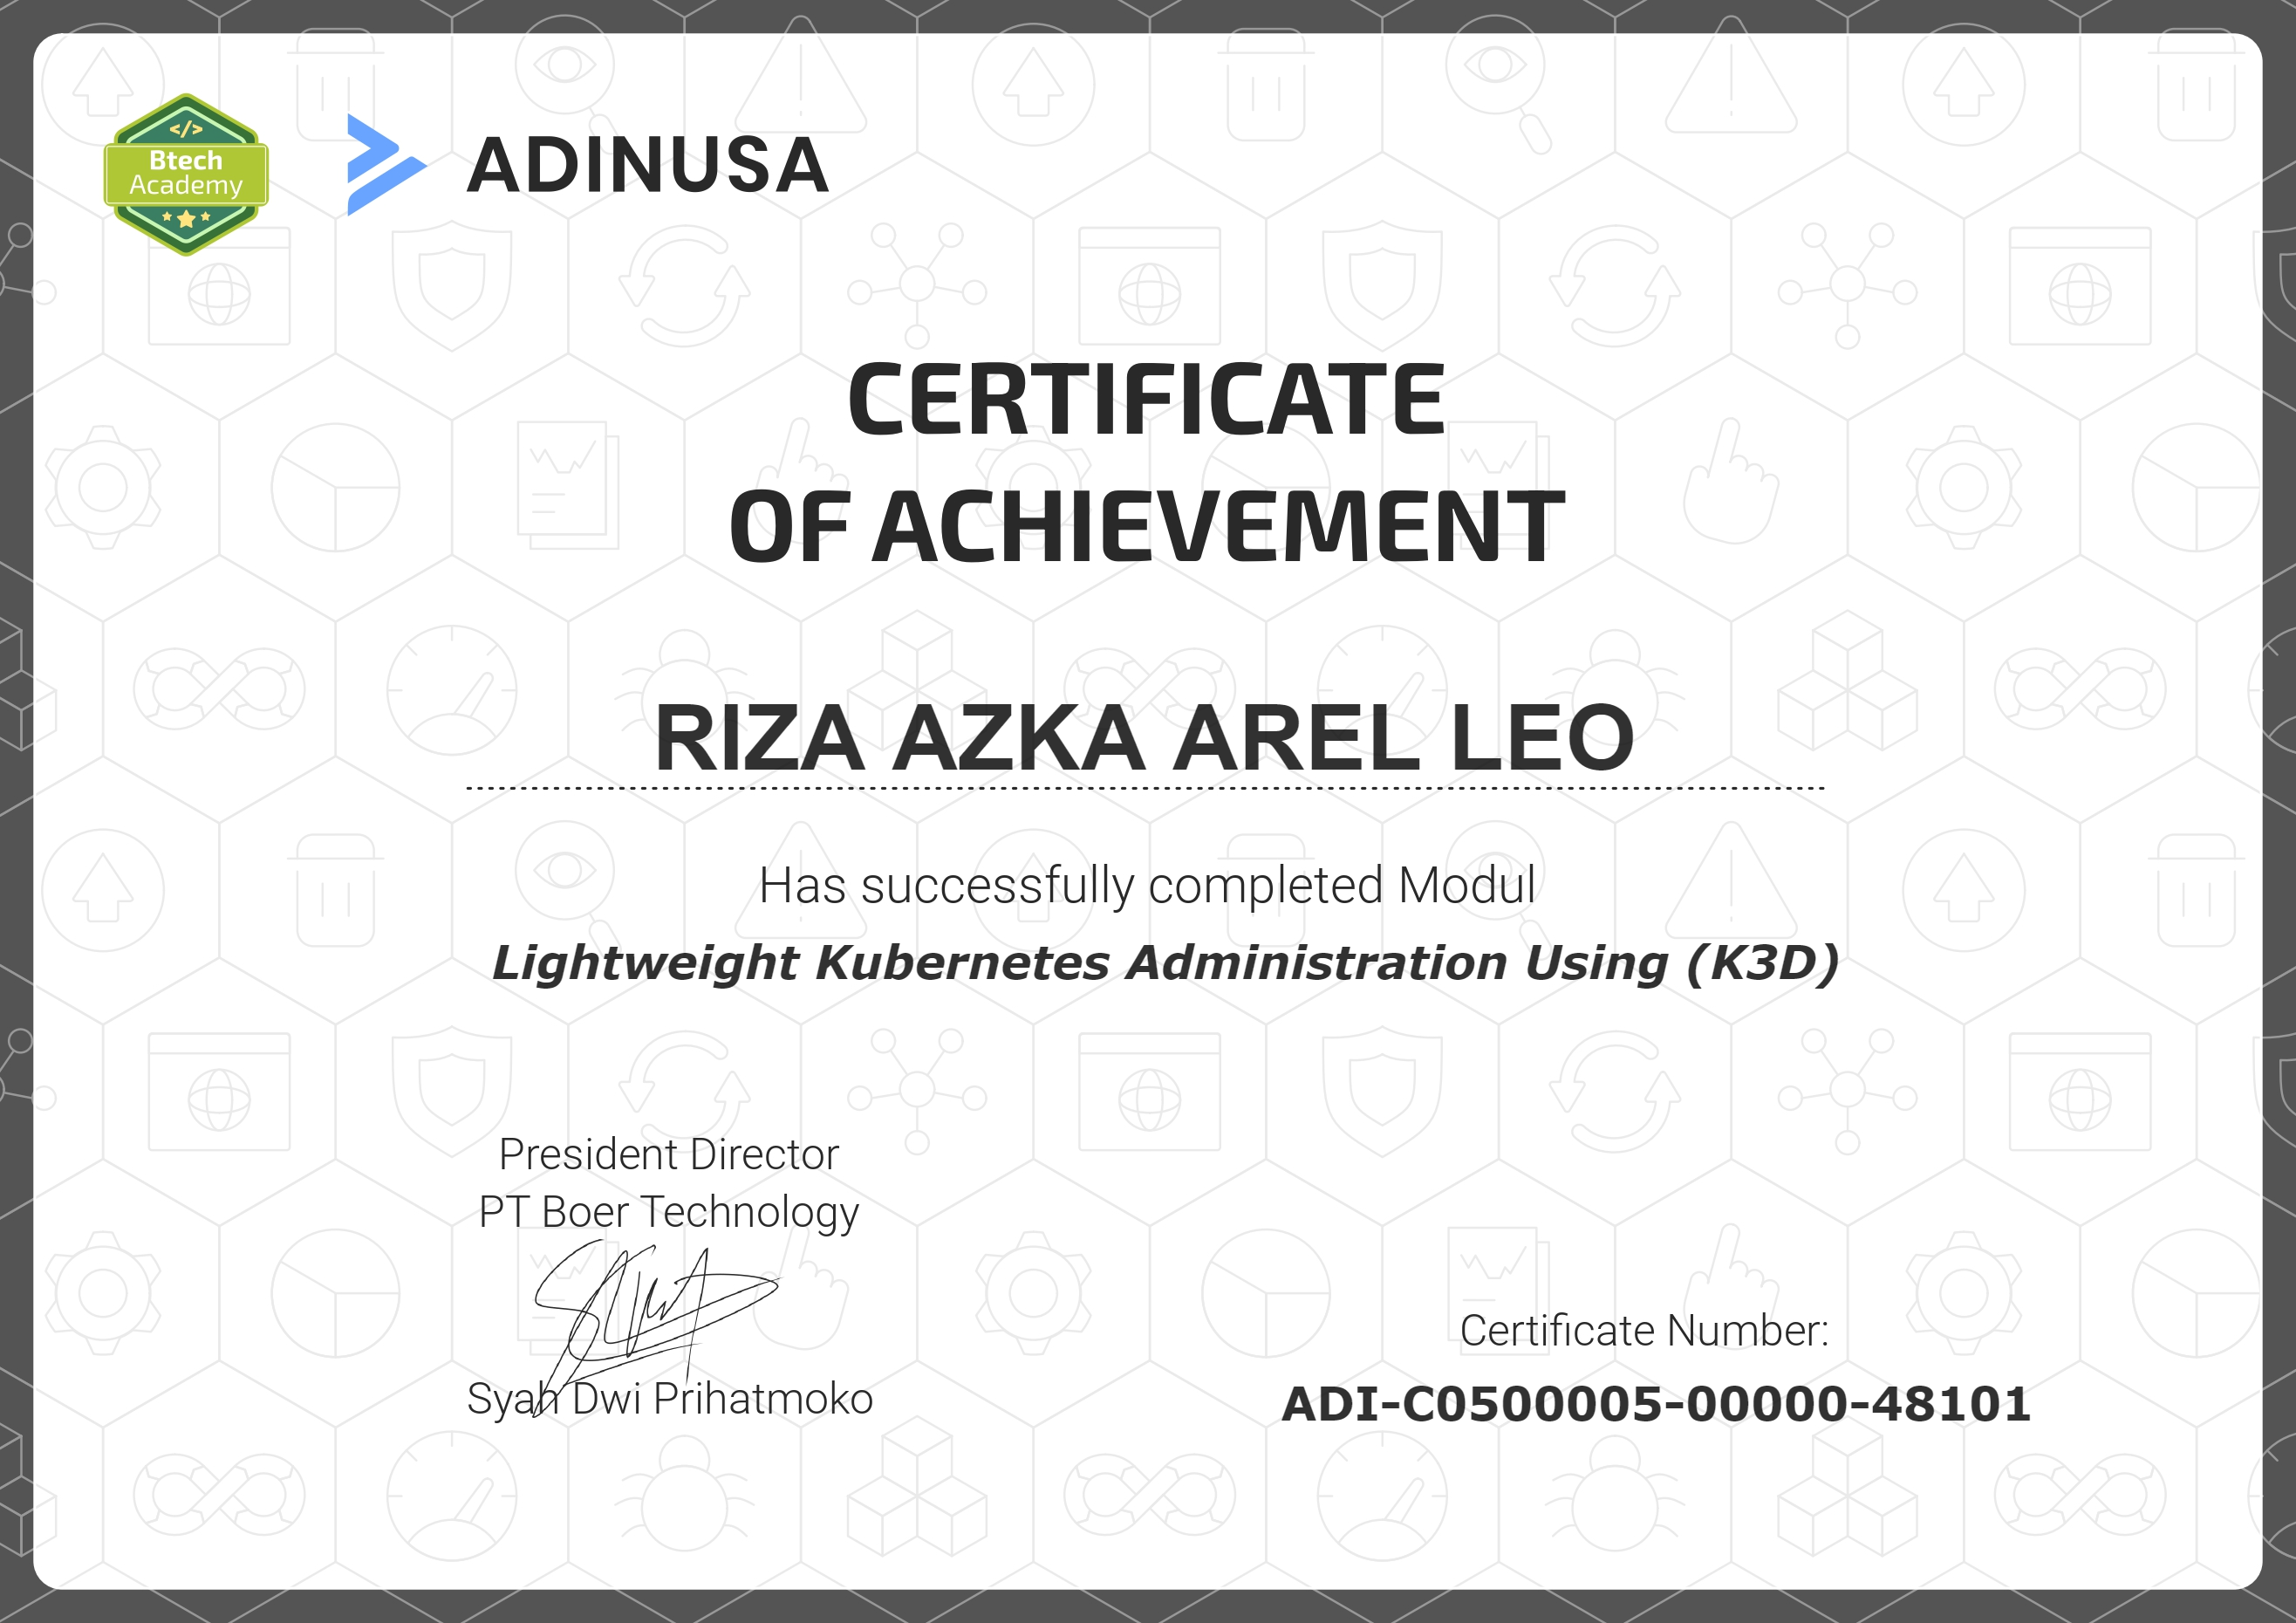 </>
Btech
Academy
ADINUSA
CERTIFICATE
OF ACHIEVEMENT
RIZA AZKA AREL LEO
Has successfully completed Modul
Lightweight Kubernetes Administration Using (K3D)
President Director
PT Boer Technology
Syah Dwi Prihatmoko
Certificate Number:
ADI-C0500005-00000-48101